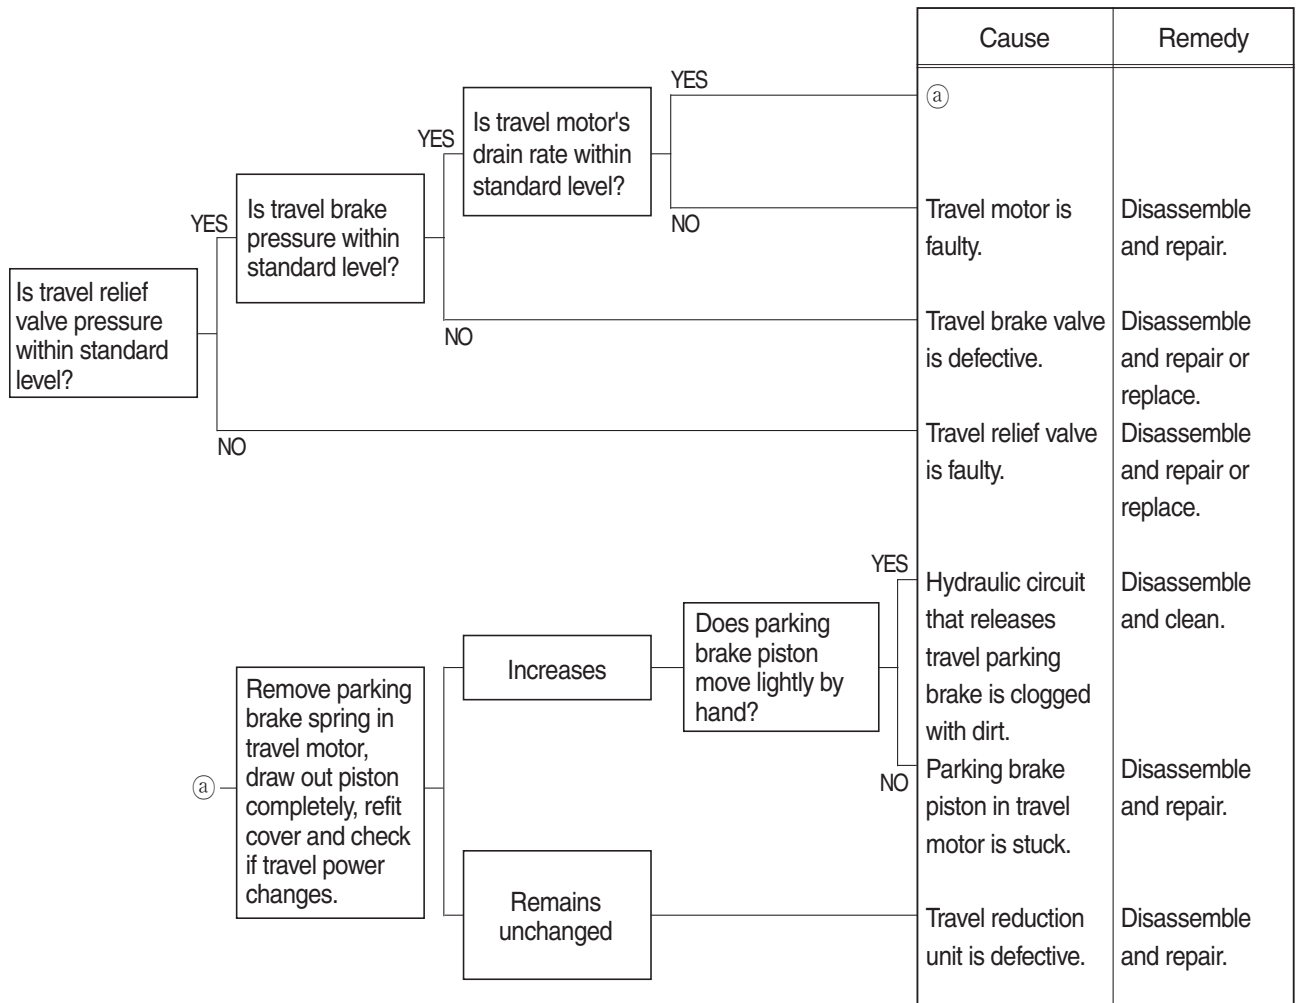 Cause
Remedy
YES
ⓐ
Is travel motor's
drain rate within
standard level?
YES
NO
Travel motor is
faulty.
Disassemble
and repair.
Is travel brake
pressure within
standard level?
YES
NO
Travel brake valve
is defective.
Disassemble
and repair or
replace.
Is travel relief
valve pressure
within standard
level?
NO
Travel relief valve
is faulty.
Disassemble
and repair or
replace.
ⓐ
Remove parking
brake spring in
travel motor,
draw out piston
completely, refit
cover and check
if travel power
changes.
Increases
Does parking
brake piston
move lightly by
hand?
YES
Hydraulic circuit
that releases
travel parking
brake is clogged
with dirt.
Disassemble
and clean.
NO
Parking brake
piston in travel
motor is stuck.
Disassemble
and repair.
Remains
unchanged
Travel reduction
unit is defective.
Disassemble
and repair.